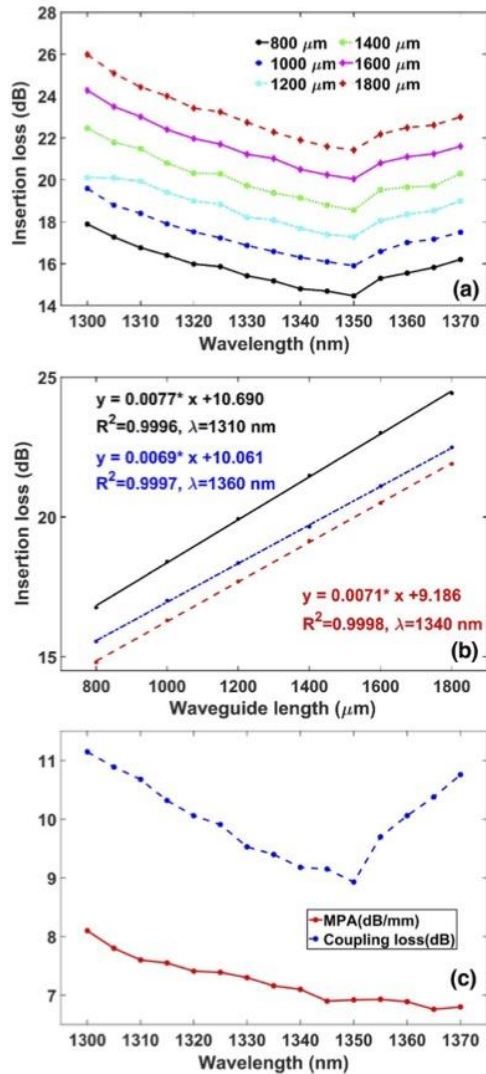 28
26
24
22
20
18
16
14
Insertion loss (dB)
800 μm 1400 μm
1000 μm 1600 μm
1200 μm 1800 μm
(a)
1300 1310 1320 1330 1340 1350 1360 1370
Wavelength (nm)
25
20
15
Insertion loss (dB)
y = 0.0077* x +10.690
R²=0.9996, λ=1310 nm
y = 0.0069* x +10.061
R²=0.9997, λ=1360 nm
y = 0.0071* x +9.186
R²=0.9998, λ=1340 nm
(b)
800 1000 1200 1400 1600 1800
Waveguide length (μm)
11
10
9
8
7
MPA(dB/mm)
Coupling loss(dB)
(c)
1300 1310 1320 1330 1340 1350 1360 1370
Wavelength (nm)